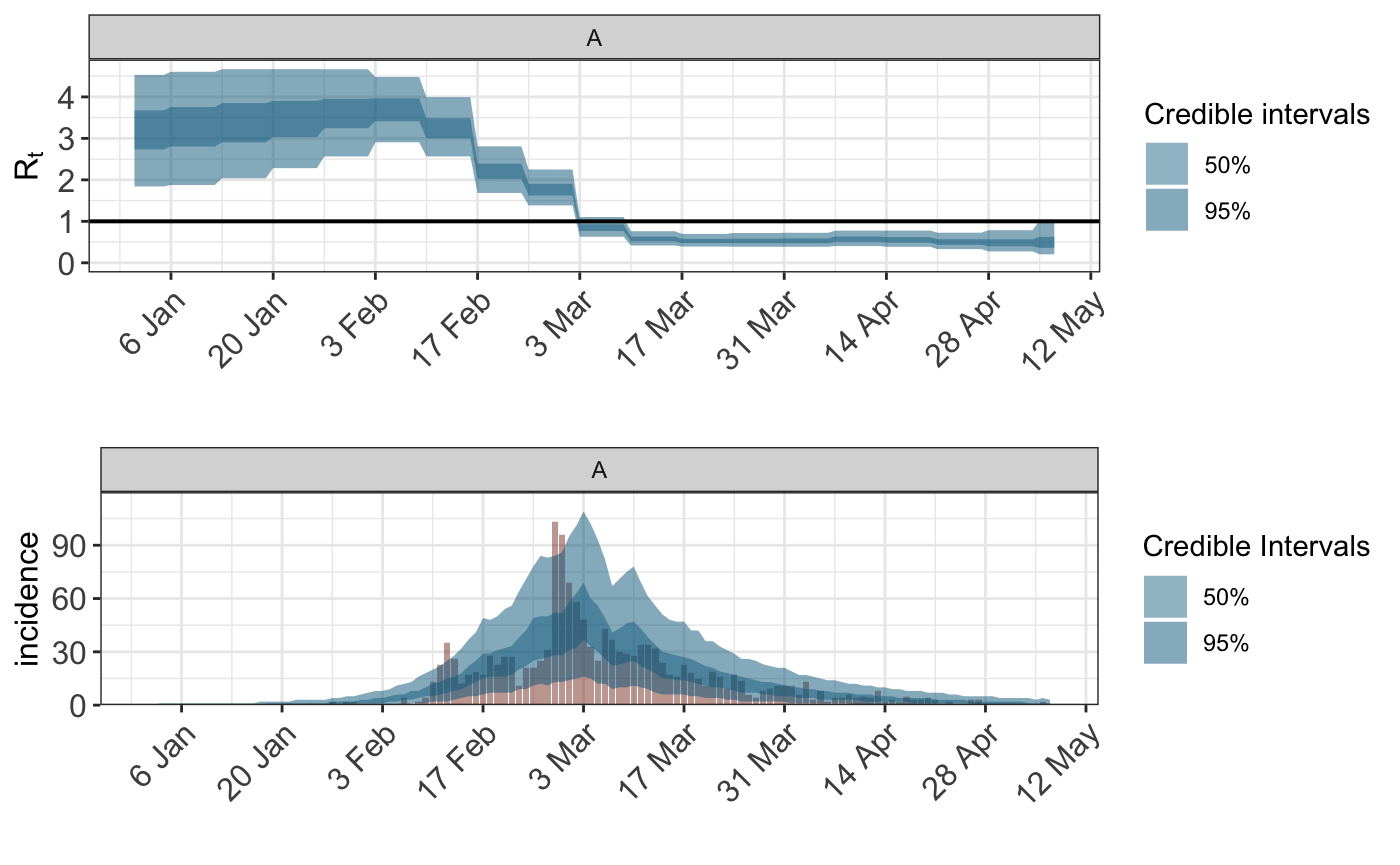 A
4
3
2
1
0
Rt
6 Jan
20 Jan
3 Feb
17 Feb
3 Mar
17 Mar
31 Mar
14 Apr
28 Apr
12 May
Credible intervals
50%
95%
A
90
60
30
0
incidence
6 Jan
20 Jan
3 Feb
17 Feb
3 Mar
17 Mar
31 Mar
14 Apr
28 Apr
12 May
Credible Intervals
50%
95%